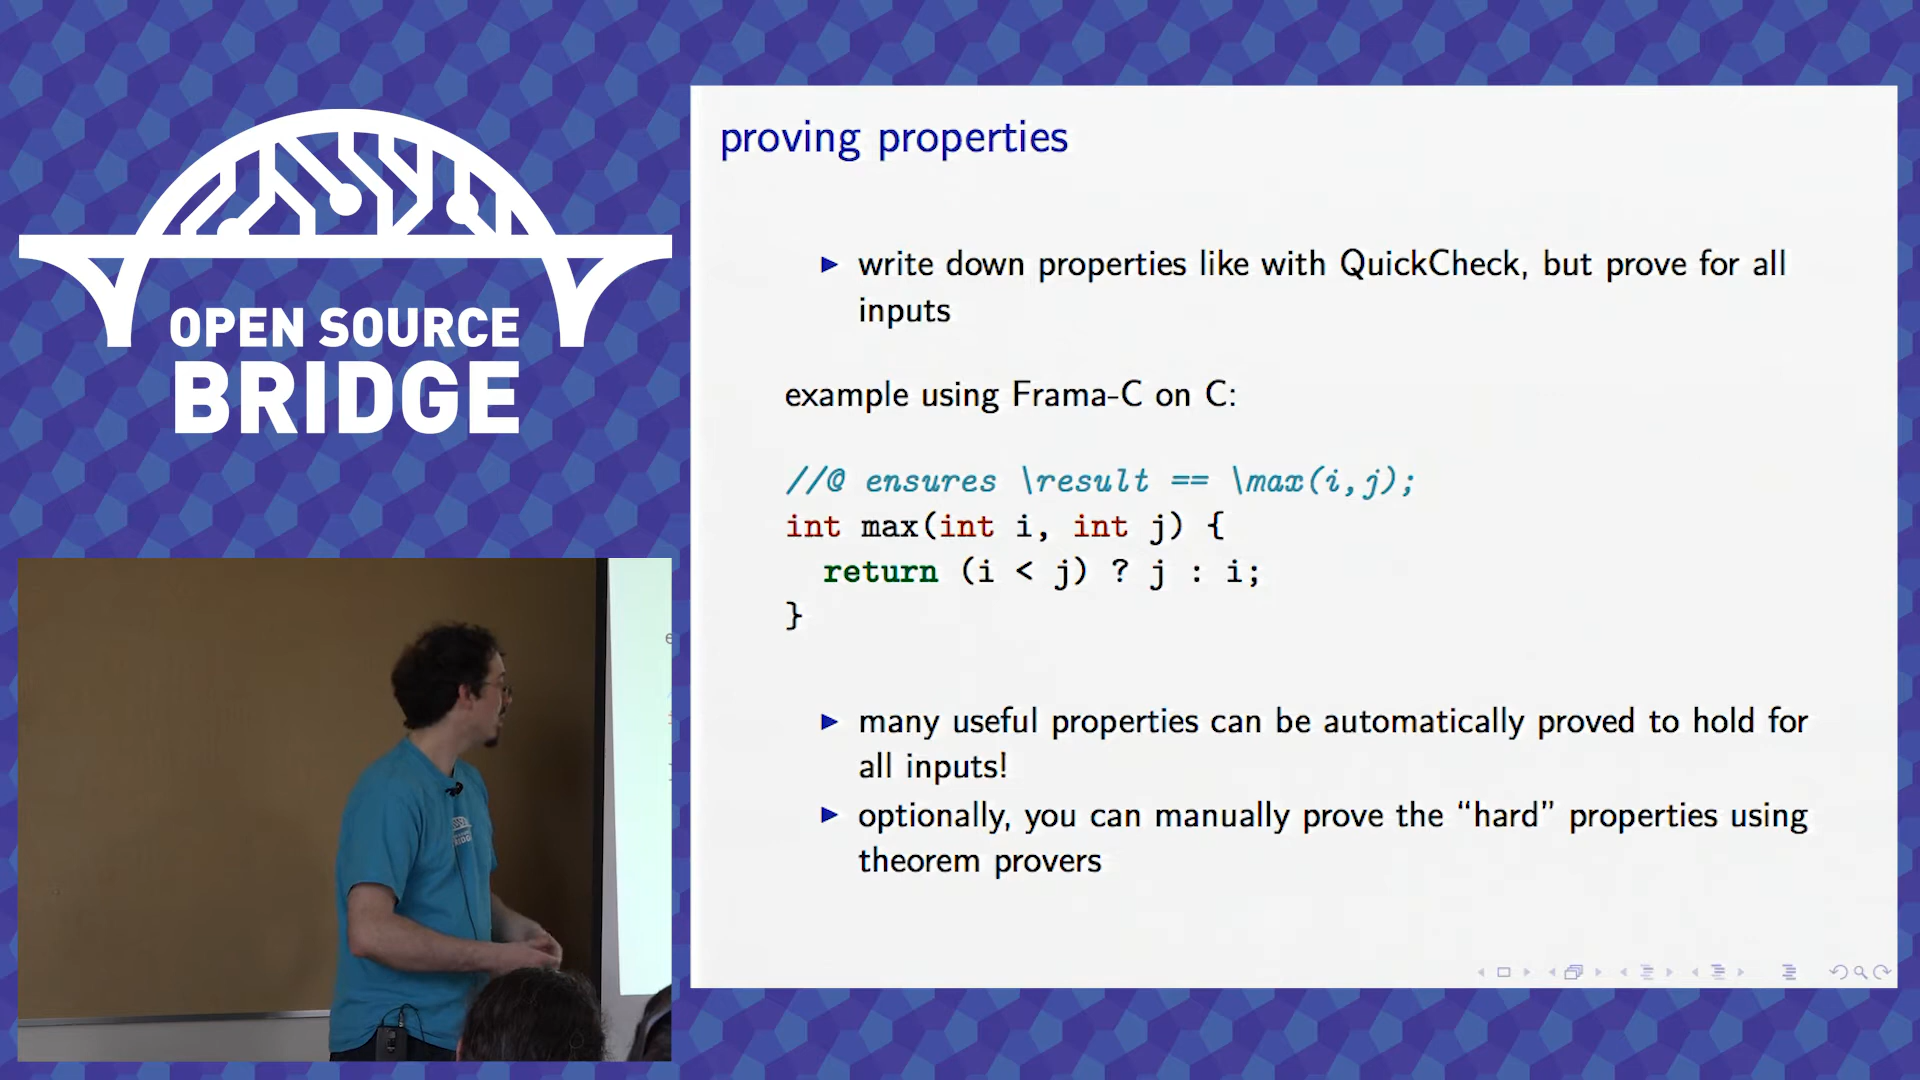 OPEN SOURCE
BRIDGE
proving properties
write down properties like with QuickCheck, but prove for all
inputs
example using Frama-C on C:
//@ ensures \result == \max(i,j);
int max(int i, int j) {
return (i < j) ? j : i;
}
many useful properties can be automatically proved to hold for
all inputs!
optionally, you can manually prove the “hard” properties using
theorem provers